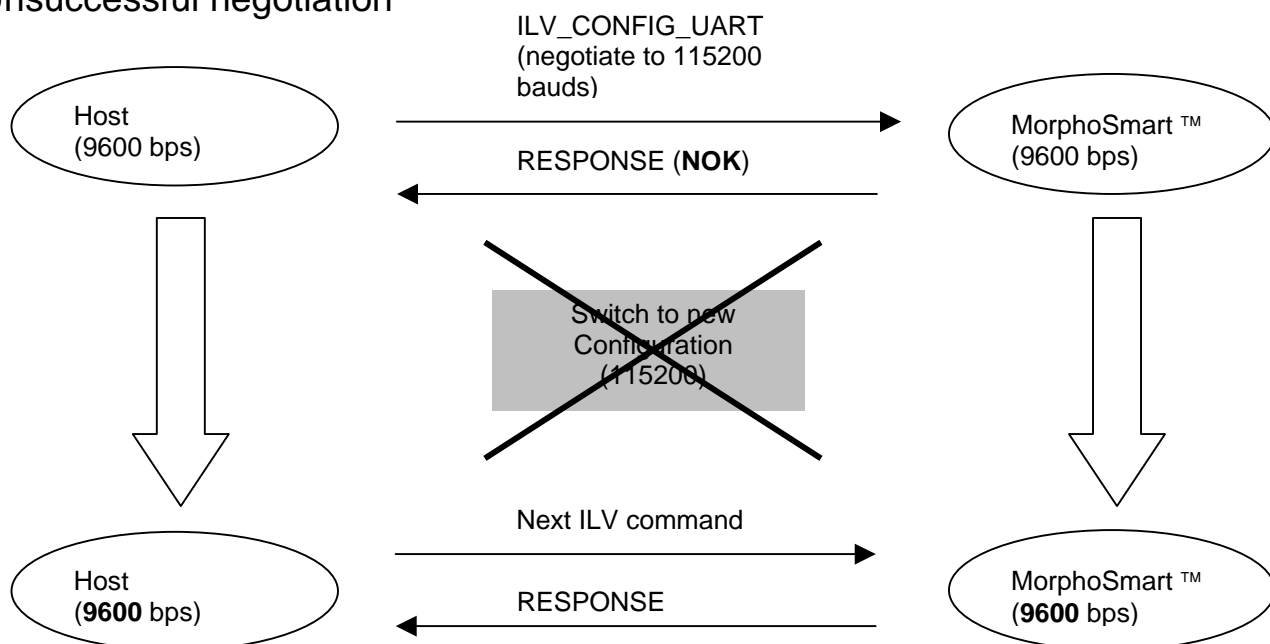 nsuccessful negotiation
ILV_CONFIG_UART
(negotiate to 115200
bauds)
Host
(9600 bps)
MorphoSmart ™
(9600 bps)
RESPONSE (NOK)
Switch to new
Configuration
(115200)
Next ILV command
Host
(9600 bps)
MorphoSmart ™
(9600 bps)
RESPONSE